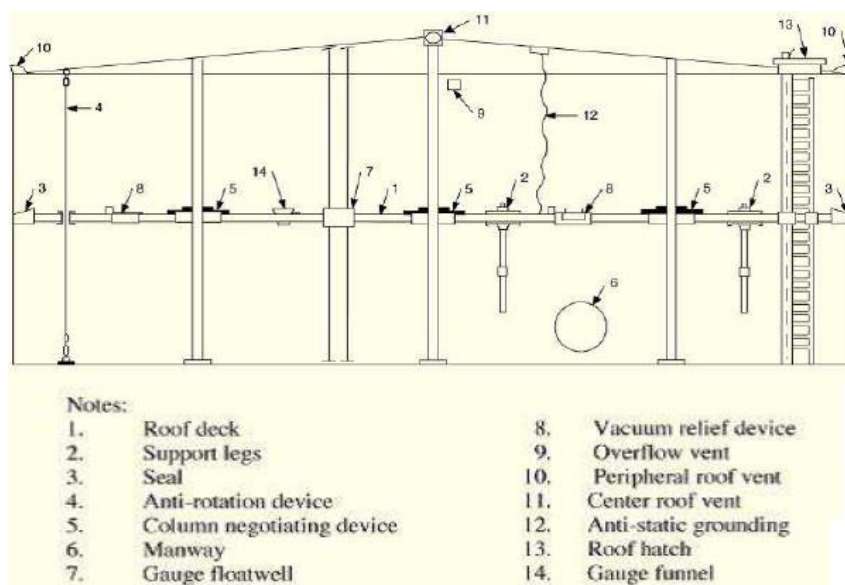 11
10
13
10
4
9
12
3
8
5
14
7
1
5
2
8
5
2
3
6
Notes:
1. Roof deck
2. Support legs
3. Seal
4. Anti-rotation device
5. Column negotiating device
6. Manway
7. Gauge floatwell
8. Vacuum relief device
9. Overflow vent
10. Peripheral roof vent
11. Center roof vent
12. Anti-static grounding
13. Roof hatch
14. Gauge funnel